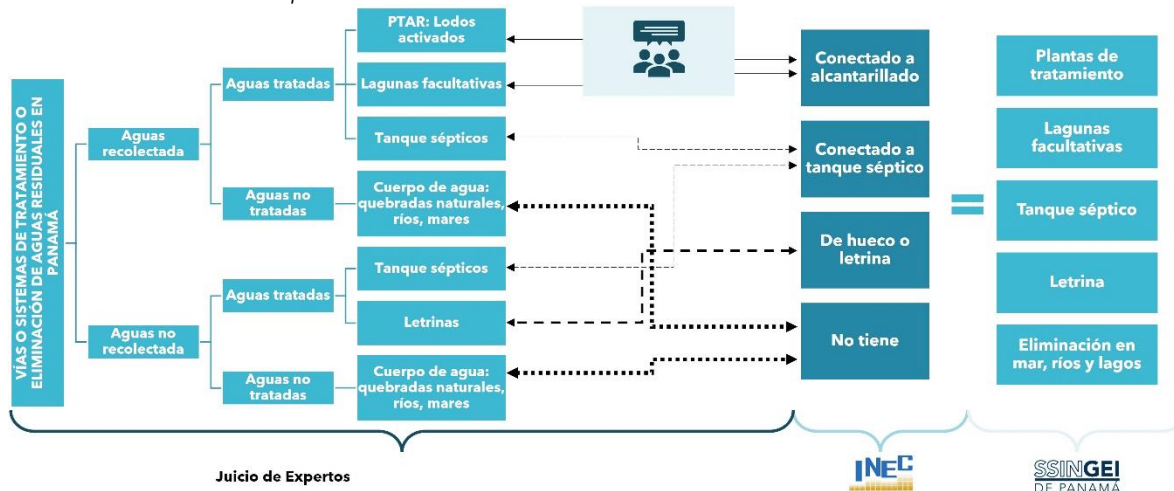 VÍAS O SISTEMAS DE TRATAMIENTO O
ELIMINACIÓN DE AGUAS RESIDUALES EN
PANAMÁ
Aguas
recolectada
Aguas no
recolectada
Aguas tratadas
Aguas no
tratadas
Aguas tratadas
Aguas no
tratadas
PTAR: Lodos
activados
Lagunas facultativas
Tanque sépticos
Cuerpo de agua:
quebradas naturales,
ríos, mares
Tanque sépticos
Letrinas
Cuerpo de agua:
quebradas naturales,
ríos, mares
Conectado a
alcantarillado
Conectado a
tanque séptico
De hueco o
letrina
No tiene
=
Plantas de
tratamiento
Lagunas
facultativas
Tanque séptico
Letrina
Eliminación en
mar, ríos y lagos
Juicio de Expertos
INEC
SSINGEI
DE PANAMÁ